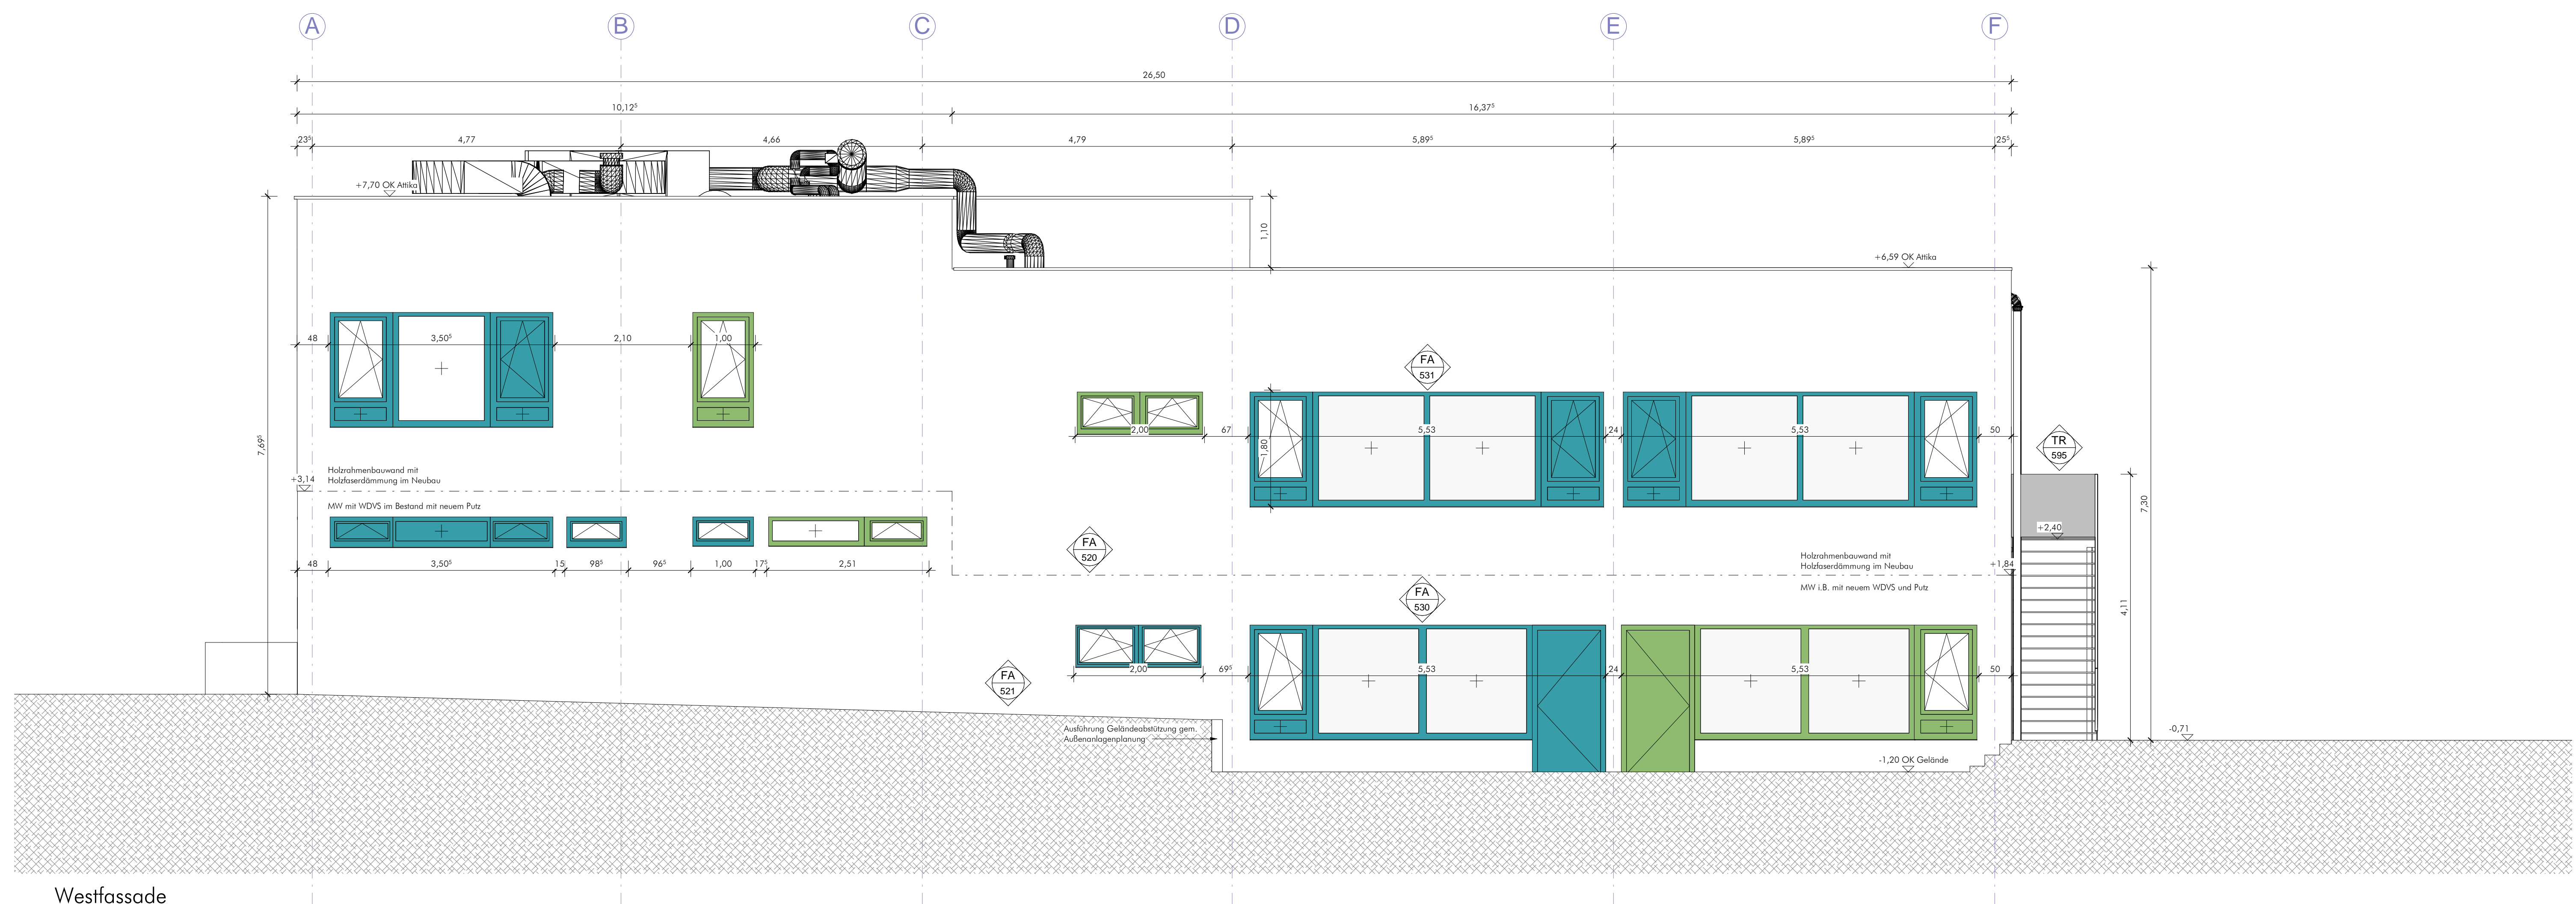 A B C D E F
26,50
10,12⁵ 16,37⁵
23⁵ 4,77 4,66 4,79 5,89⁵ 5,89⁵ 25⁵
+7,70 OK Attika
1,10
+6,59 OK Attika
48 3,50⁵ 2,10 1,00
FA
531
2,00 67 5,53 24 5,53 50
1,80
7,69⁵
TR
595
Holzrahmenbauwand mit
Holzfaserdämmung im Neubau
+3,14
MW mit WDVS im Bestand mit neuem Putz
7,30
+2,40
FA
520
48 3,50⁵ 15 98⁵ 96⁵ 1,00 17⁵ 2,51
Holzrahmenbauwand mit
Holzfaserdämmung im Neubau
+1,84
MW i.B. mit neuem WDVS und Putz
FA
530
4,11
2,00 69⁵ 5,53 24 5,53 50
FA
521
Ausführung Geländeabstützung gem.
Außenanlagenplanung
-0,71
-1,20 OK Gelände
Westfassade